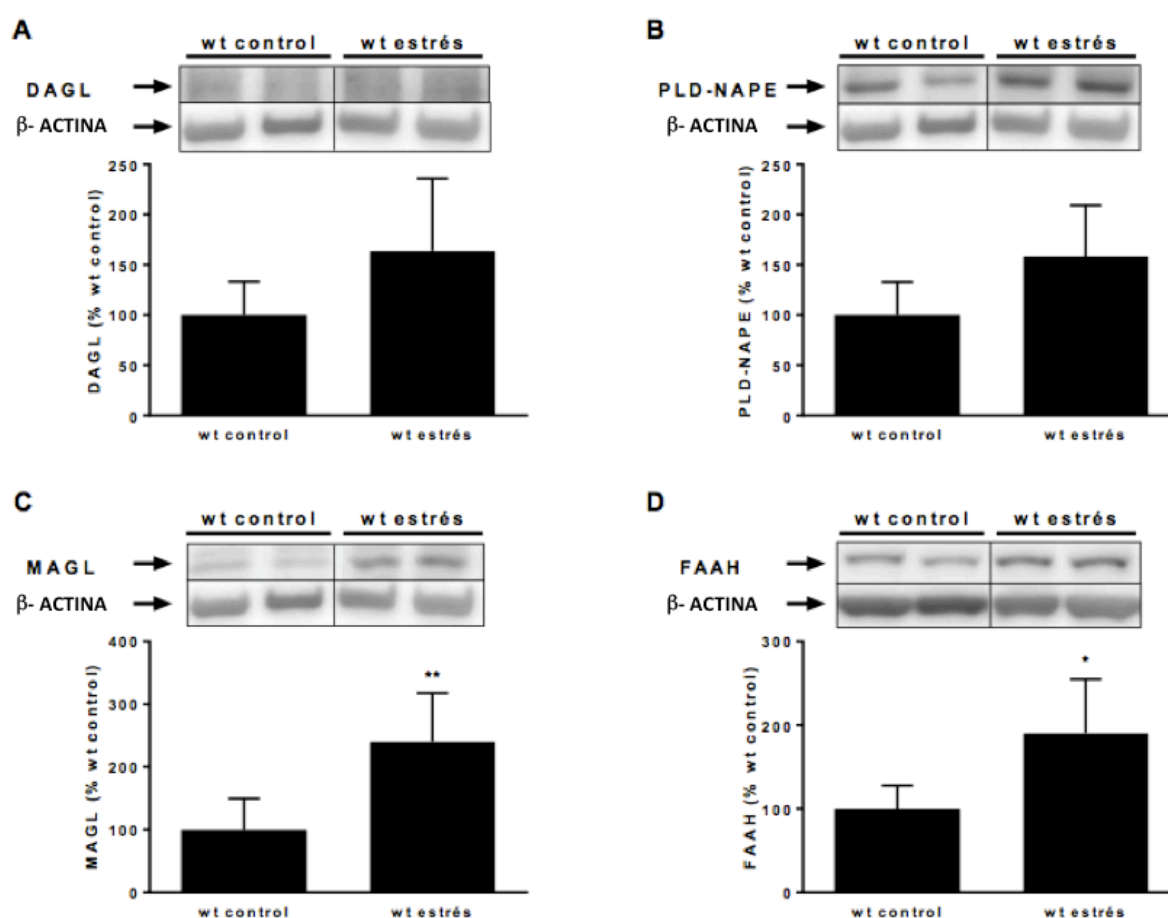 A
wt control wt estrés
DAGL
β- ACTINA
DAGL (% wt control)
250
200
150
100
50
0
wt control wt estrés
B
wt control wt estrés
PLD-NAPE
β- ACTINA
PLD-NAPE (% wt control)
250
200
150
100
50
0
wt control wt estrés
C
wt control wt estrés
MAGL
β- ACTINA
MAGL (% wt control)
400
300
200
100
0
**
wt control wt estrés
D
wt control wt estrés
FAAH
β- ACTINA
FAAH (% wt control)
300
200
100
0
*
wt control wt estrés